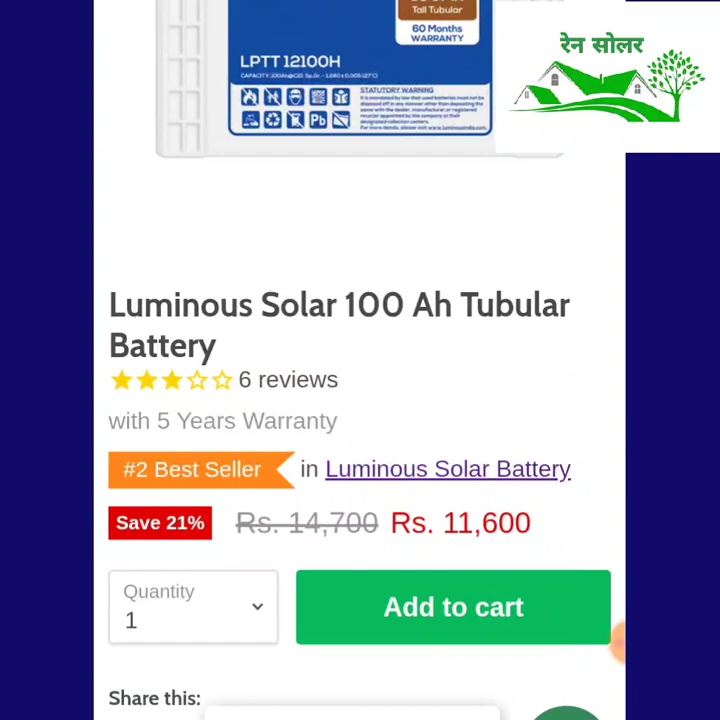 Tall Tubular
60 Months
WARRANTY
LPTT 12100H
STATUTORY WARNING
Pb
रेन सोलर
Luminous Solar 100 Ah Tubular
Battery
6 reviews
with 5 Years Warranty
#2 Best Seller in Luminous Solar Battery
Save 21% Rs. 14,700 Rs. 11,600
Quantity
1
Add to cart
Share this: